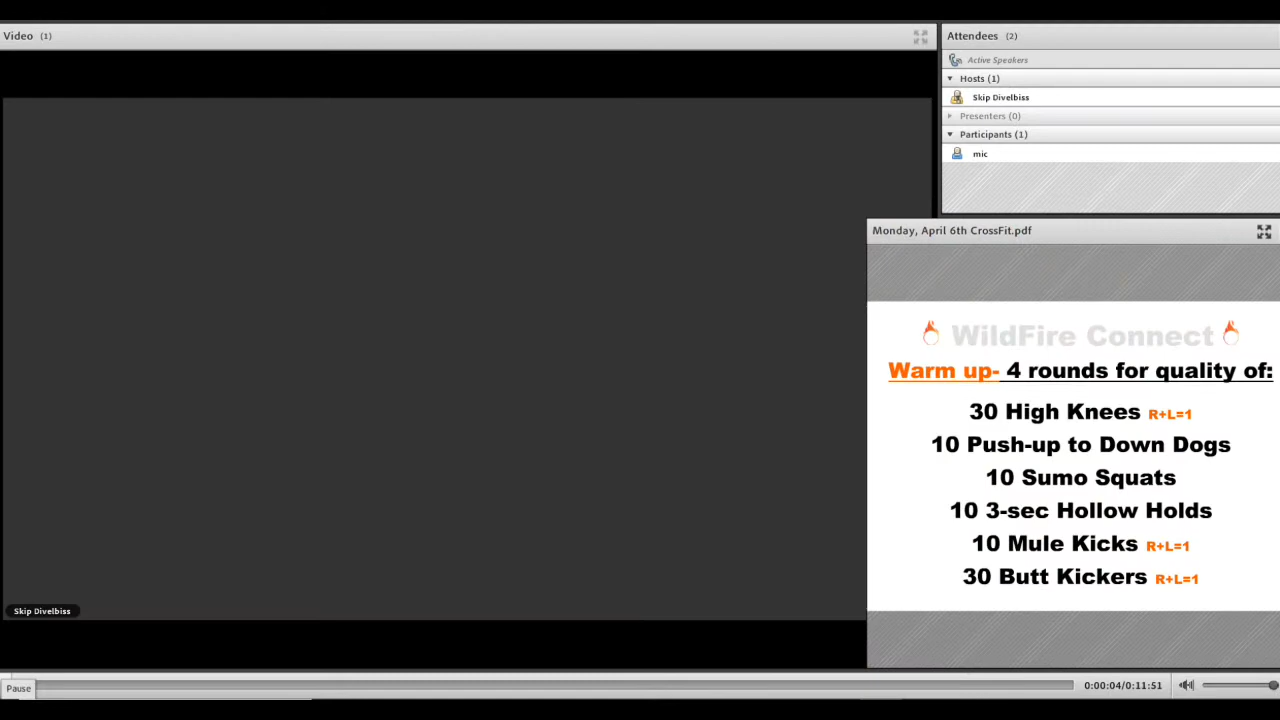 Video (1)
Attendees (2)
Active Speakers
Hosts (1)
Skip Divelbiss
Presenters (0)
Participants (1)
mic
Monday, April 6th CrossFit.pdf
WildFire Connect
Warm up- 4 rounds for quality of:
30 High Knees R+L=1
10 Push-up to Down Dogs
10 Sumo Squats
10 3-sec Hollow Holds
10 Mule Kicks R+L=1
30 Butt Kickers R+L=1
Skip Divelbiss
Pause
0:00:04/0:11:51